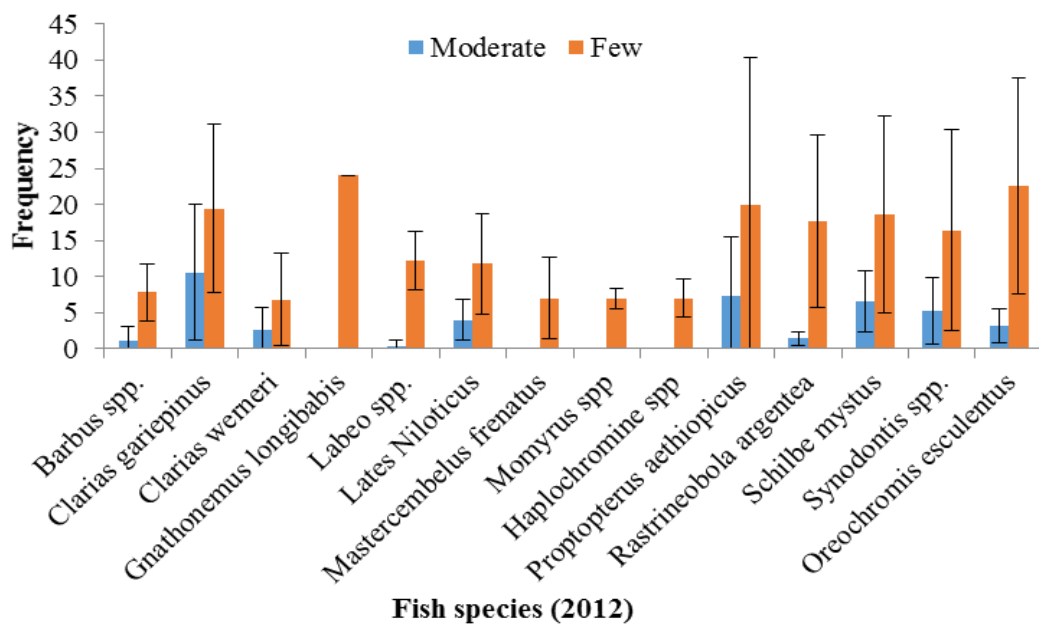 45
40
35
30
25
20
15
10
5
0
Frequency
Moderate Few
Barbus spp.
Clarias gariepinus
Clarias werneri
Gnathonemus longibabis
Labeo spp.
Lates Niloticus
Mastercembelus frenatus
Momyrus spp
Haplochromine spp
Proptopterus aethiopicus
Rastrineobola argentea
Schilbe mystus
Synodontis spp.
Oreochromis esculentus
Fish species (2012)